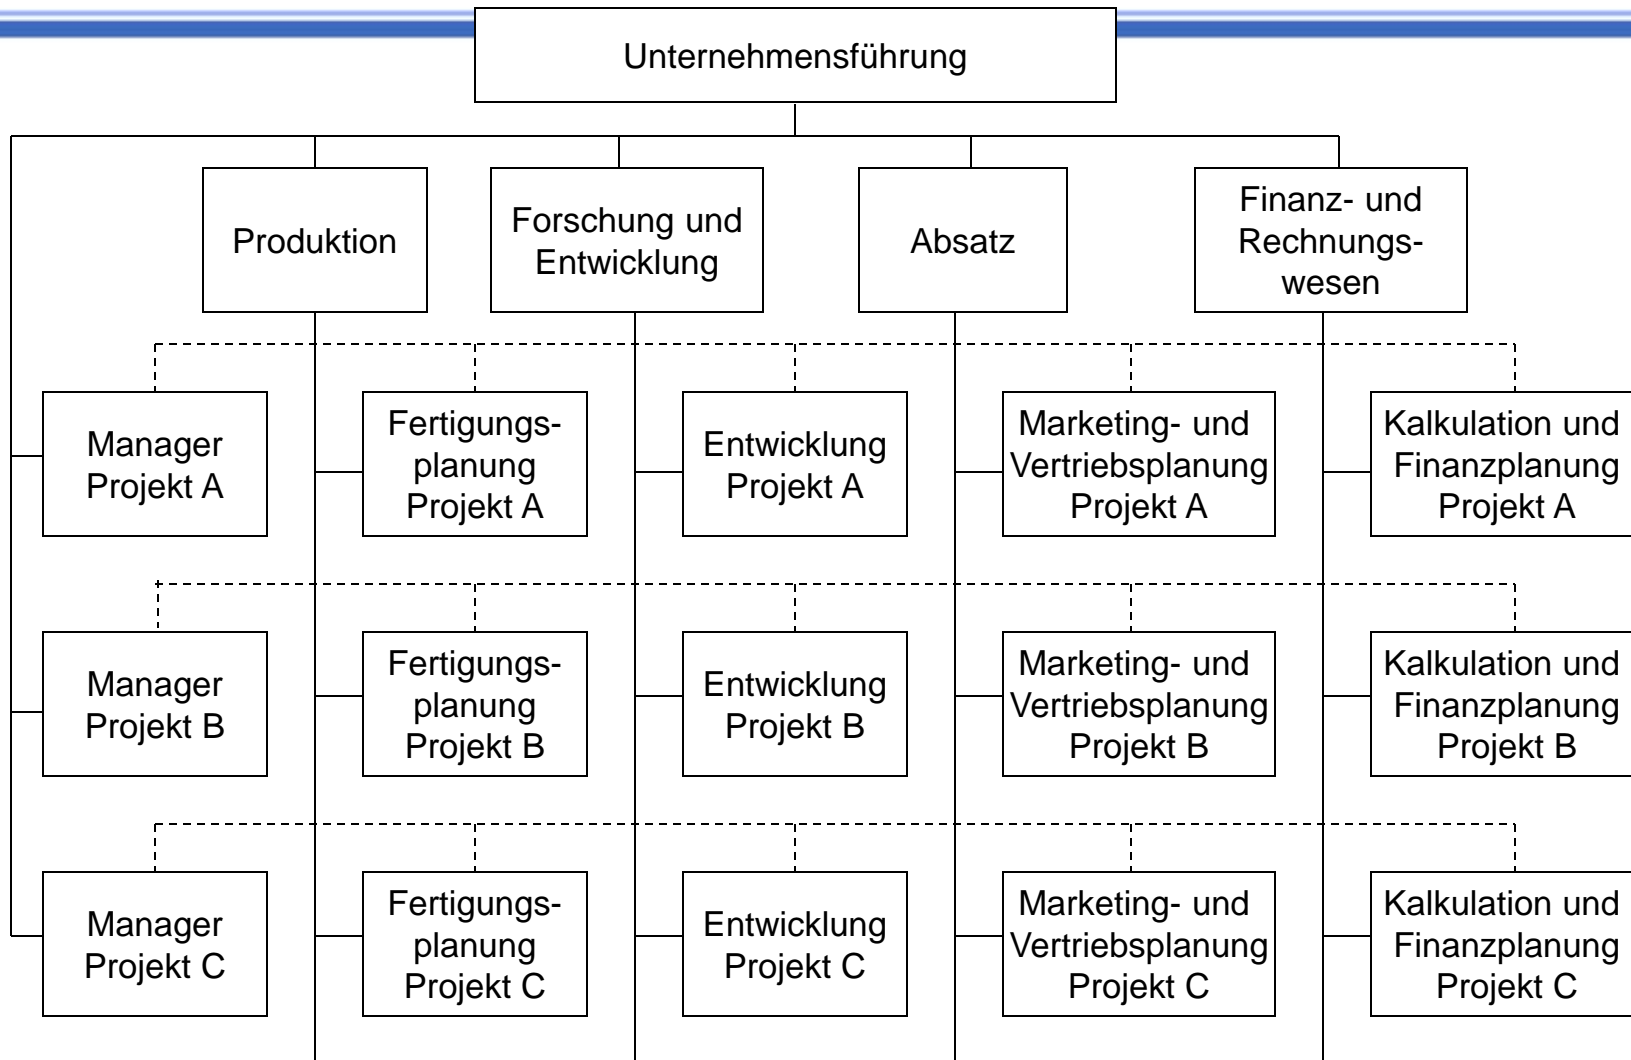 Unternehmensführung
Produktion
Forschung und
Entwicklung
Absatz
Finanz- und
Rechnungs-
wesen
Manager
Projekt A
Fertigungs-
planung
Projekt A
Entwicklung
Projekt A
Marketing- und
Vertriebsplanung
Projekt A
Kalkulation und
Finanzplanung
Projekt A
Manager
Projekt B
Fertigungs-
planung
Projekt B
Entwicklung
Projekt B
Marketing- und
Vertriebsplanung
Projekt B
Kalkulation und
Finanzplanung
Projekt B
Manager
Projekt C
Fertigungs-
planung
Projekt C
Entwicklung
Projekt C
Marketing- und
Vertriebsplanung
Projekt C
Kalkulation und
Finanzplanung
Projekt C